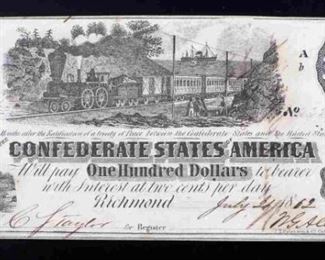 A
b
No
Months after the Ratification of a treaty of Peace between the Confederate States and the United States
CONFEDERATE STATES OF AMERICA
Will pay One Hundred Dollars to bearer
with Interest at two cents per day
Richmond July 24 1862
for Register